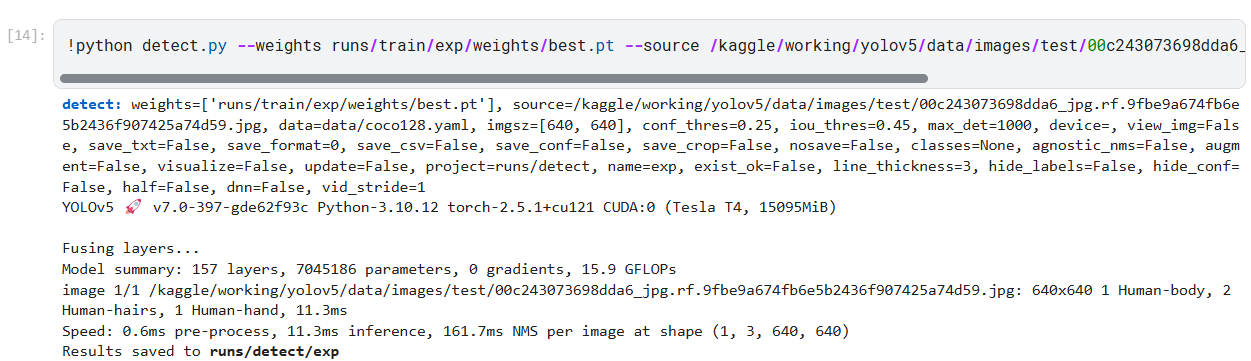 [14]:
!python detect.py --weights runs/train/exp/weights/best.pt --source /kaggle/working/yolov5/data/images/test/00c243073698dda6_
detect: weights=['runs/train/exp/weights/best.pt'], source=/kaggle/working/yolov5/data/images/test/00c243073698dda6_jpg.rf.9fbe9a674fb6e
5b2436f907425a74d59.jpg, data=data/coco128.yaml, imgsz=[640, 640], conf_thres=0.25, iou_thres=0.45, max_det=1000, device=, view_img=Fals
e, save_txt=False, save_format=0, save_csv=False, save_conf=False, save_crop=False, nosave=False, classes=None, agnostic_nms=False, augm
ent=False, visualize=False, update=False, project=runs/detect, name=exp, exist_ok=False, line_thickness=3, hide_labels=False, hide_conf=
False, half=False, dnn=False, vid_stride=1
YOLOv5 🚀 v7.0-397-gde62f93c Python-3.10.12 torch-2.5.1+cu121 CUDA:0 (Tesla T4, 15095MiB)
Fusing layers...
Model summary: 157 layers, 7045186 parameters, 0 gradients, 15.9 GFLOPs
image 1/1 /kaggle/working/yolov5/data/images/test/00c243073698dda6_jpg.rf.9fbe9a674fb6e5b2436f907425a74d59.jpg: 640x640 1 Human-body, 2
Human-hairs, 1 Human-hand, 11.3ms
Speed: 0.6ms pre-process, 11.3ms inference, 161.7ms NMS per image at shape (1, 3, 640, 640)
Results saved to runs/detect/exp